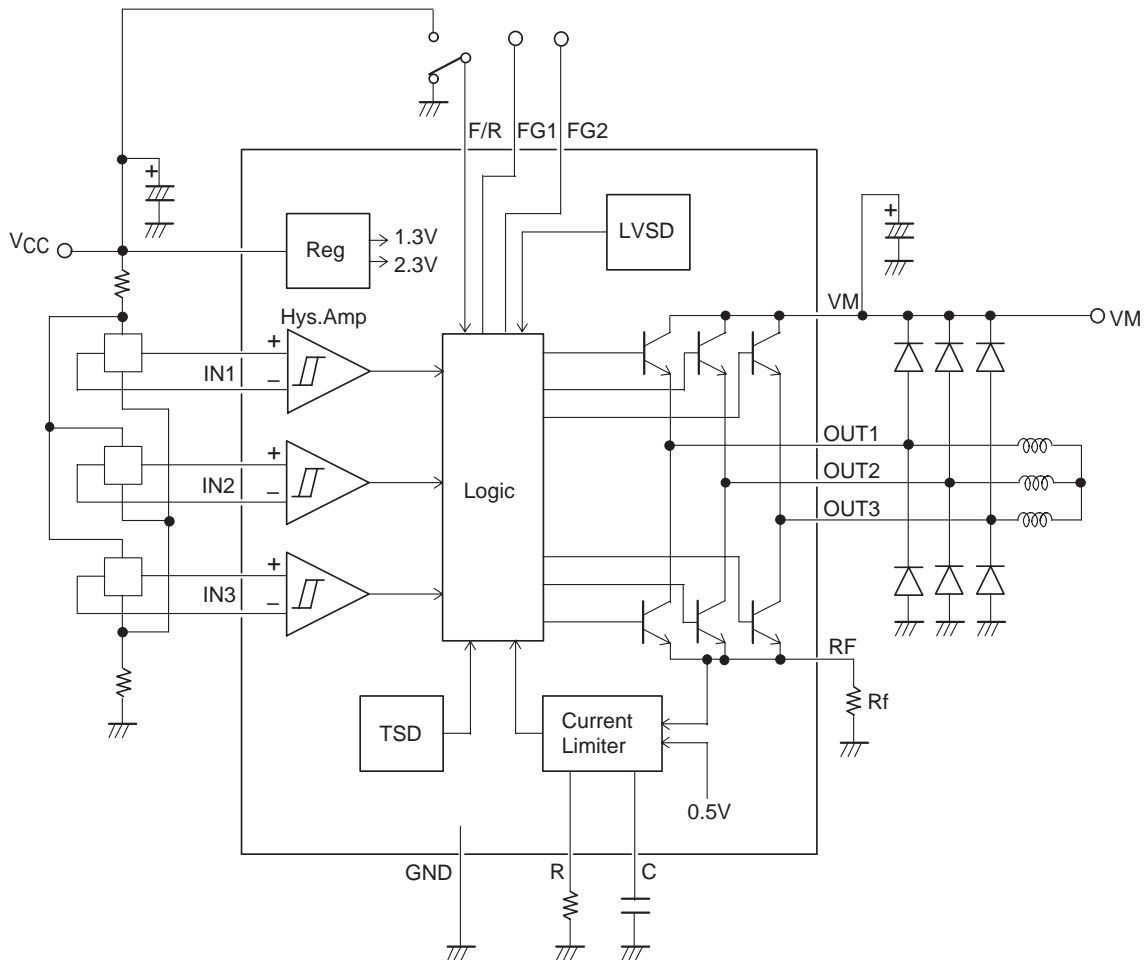 F/R FG1 FG2
+
+
VCC
Reg
1.3V
2.3V
LVSD
VM
VM
Hys.Amp
+
IN1
–
+
IN2
–
+
IN3
–
Logic
OUT1
OUT2
OUT3
RF
Rf
TSD
Current
Limiter
0.5V
GND
R
C